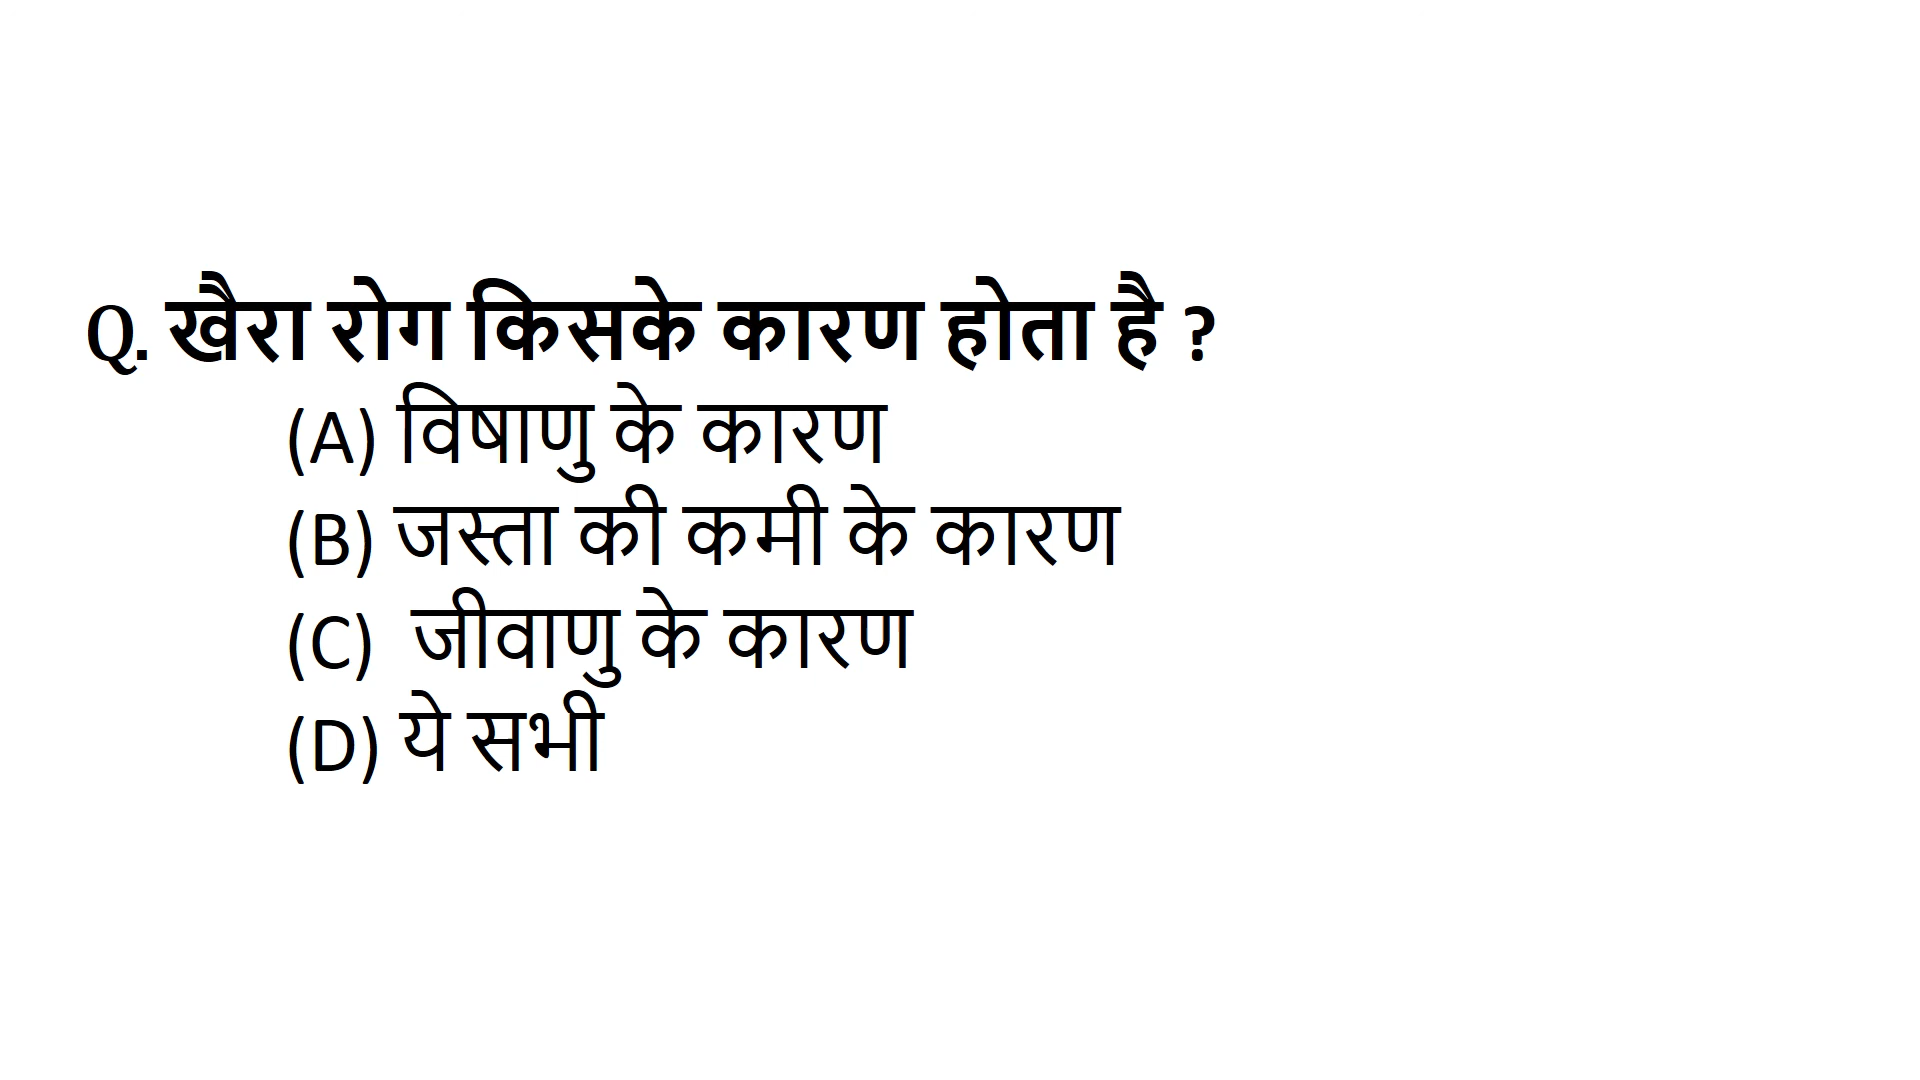 Q. खैरा रोग किसके कारण होता है ?
(A) विषाणु के कारण
(B) जस्ता की कमी के कारण
(C) जीवाणु के कारण
(D) ये सभी